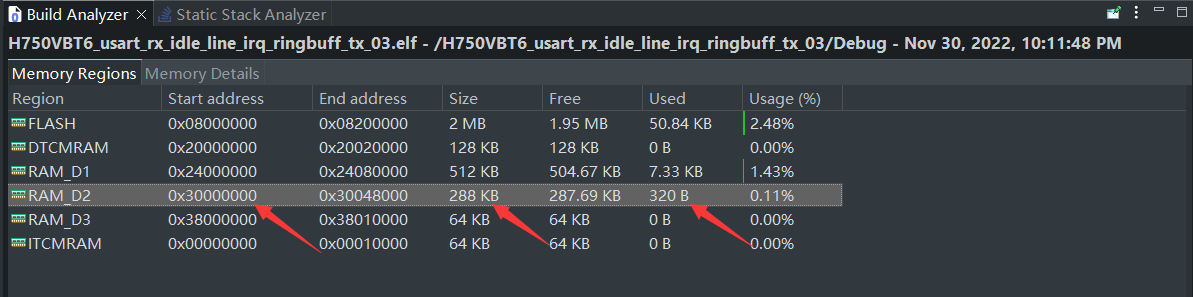 Build Analyzer Static Stack Analyzer
H750VBT6_usart_rx_idle_line_irq_ringbuff_tx_03.elf - /H750VBT6_usart_rx_idle_line_irq_ringbuff_tx_03/Debug - Nov 30, 2022, 10:11:48 PM
Memory Regions Memory Details
Region Start address End address Size Free Used Usage (%)
FLASH 0x08000000 0x08200000 2 MB 1.95 MB 50.84 KB 2.48%
DTCMRAM 0x20000000 0x20020000 128 KB 128 KB 0 B 0.00%
RAM_D1 0x24000000 0x24080000 512 KB 504.67 KB 7.33 KB 1.43%
RAM_D2 0x30000000 0x30048000 288 KB 287.69 KB 320 B 0.11%
RAM_D3 0x38000000 0x38010000 64 KB 64 KB 0 B 0.00%
ITCMRAM 0x00000000 0x00010000 64 KB 64 KB 0 B 0.00%